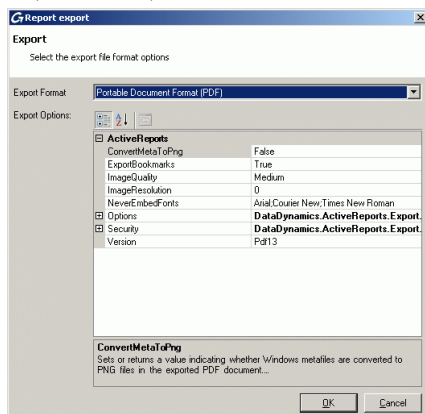 Report export
Export
Select the export file format options
Export Format
Portable Document Format (PDF)
Export Options:
ActiveReports
ConvertMetaToPng False
ExportBookmarks True
ImageQuality Medium
ImageResolution 0
NeverEmbedFonts Arial;Courier New;Times New Roman
Options DataDynamics.ActiveReports.Export.
Security DataDynamics.ActiveReports.Export.
Version Pdf13
ConvertMetaToPng
Sets or returns a value indicating whether Windows metafiles are converted to
PNG files in the exported PDF document....
OK Cancel